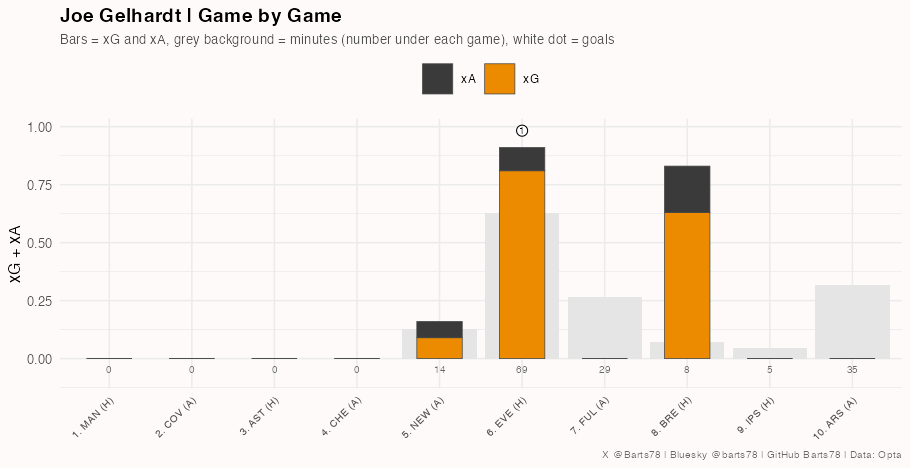 Joe Gelhardt | Game by Game
Bars = xG and xA, grey background = minutes (number under each game), white dot = goals
xA xG
xG + xA
1.00
0.75
0.50
0.25
0.00
1
0 0 0 0 14 69 29 8 5 35
1. MAN (H)
2. COV (A)
3. AST (H)
4. CHE (A)
5. NEW (A)
6. EVE (H)
7. FUL (A)
8. BRE (H)
9. IPS (H)
10. ARS (A)
X @Barts78 | Bluesky @barts78 | GitHub Barts78 | Data: Opta